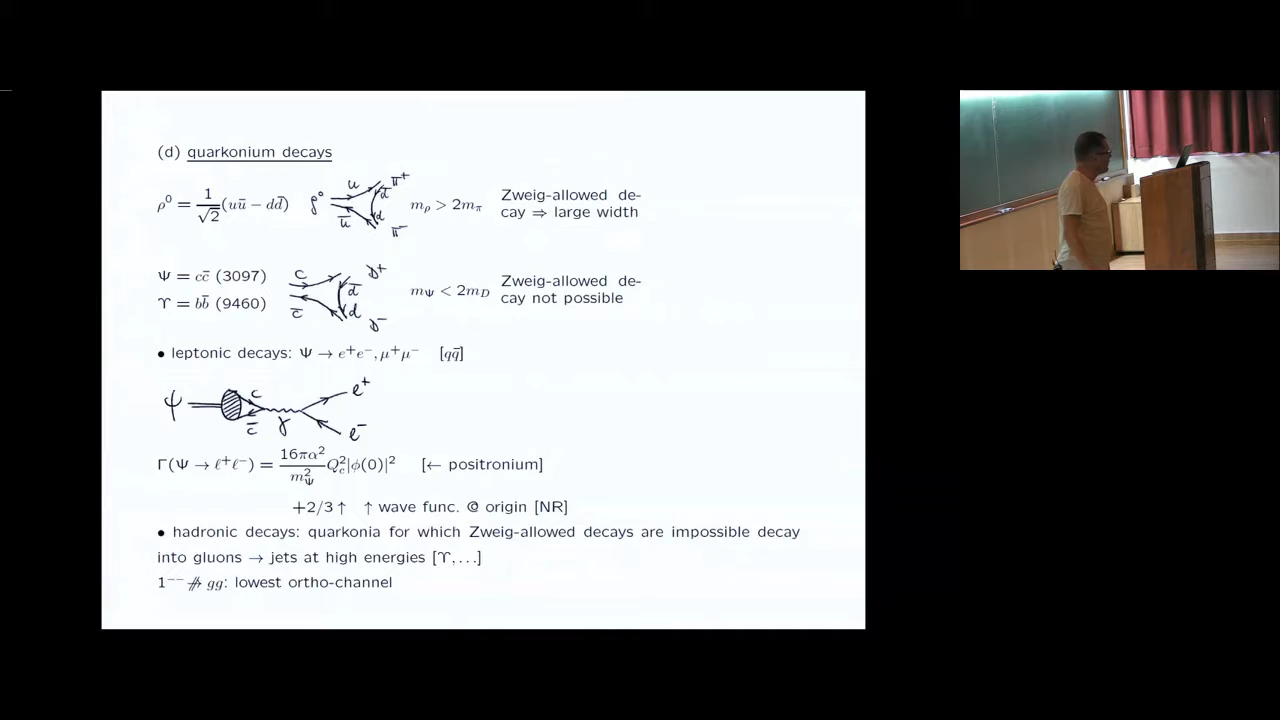 (d) quarkonium decays
ρ⁰ = 1/√2 (uū − dd̄) ρ⁰ u ū d̄ d π⁺ π⁻ m_ρ > 2m_π Zweig-allowed de-
cay ⇒ large width
Ψ = cc̄ (3097) c c̄ d̄ d D⁺ D⁻ m_Ψ < 2m_D Zweig-allowed de-
ϒ = bb̄ (9460) cay not possible
• leptonic decays: Ψ → e⁺e⁻, μ⁺μ⁻ [qq̄]
ψ c c̄ γ e⁺ e⁻
Γ(Ψ → ℓ⁺ℓ⁻) = 16πα²/m²_Ψ Q²_c|φ(0)|² [← positronium]
+2/3 ↑ ↑ wave func. @ origin [NR]
• hadronic decays: quarkonia for which Zweig-allowed decays are impossible decay
into gluons → jets at high energies [ϒ,...]
1⁻⁻ ↛ gg: lowest ortho-channel